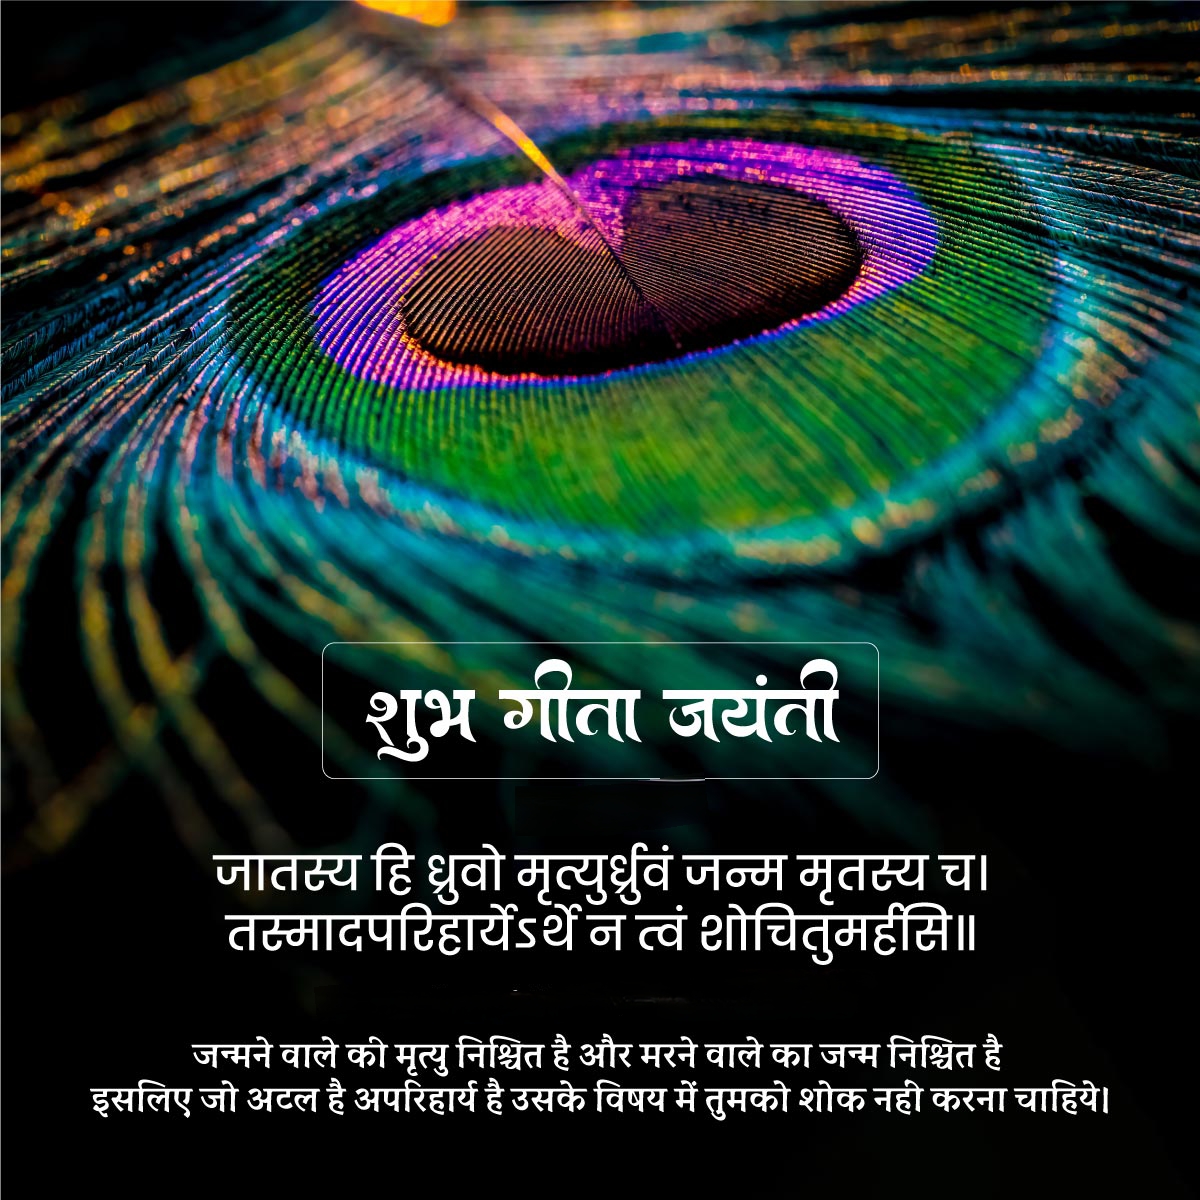 शुभ गीता जयंती
जातस्य हि ध्रुवो मृत्युर्ध्रुवं जन्म मृतस्य च।
तस्मादपरिहार्येऽर्थे न त्वं शोचितुमर्हसि॥
जन्मने वाले की मृत्यु निश्चित है और मरने वाले का जन्म निश्चित है
इसलिए जो अटल है अपरिहार्य है उसके विषय में तुमको शोक नहीं करना चाहिये।